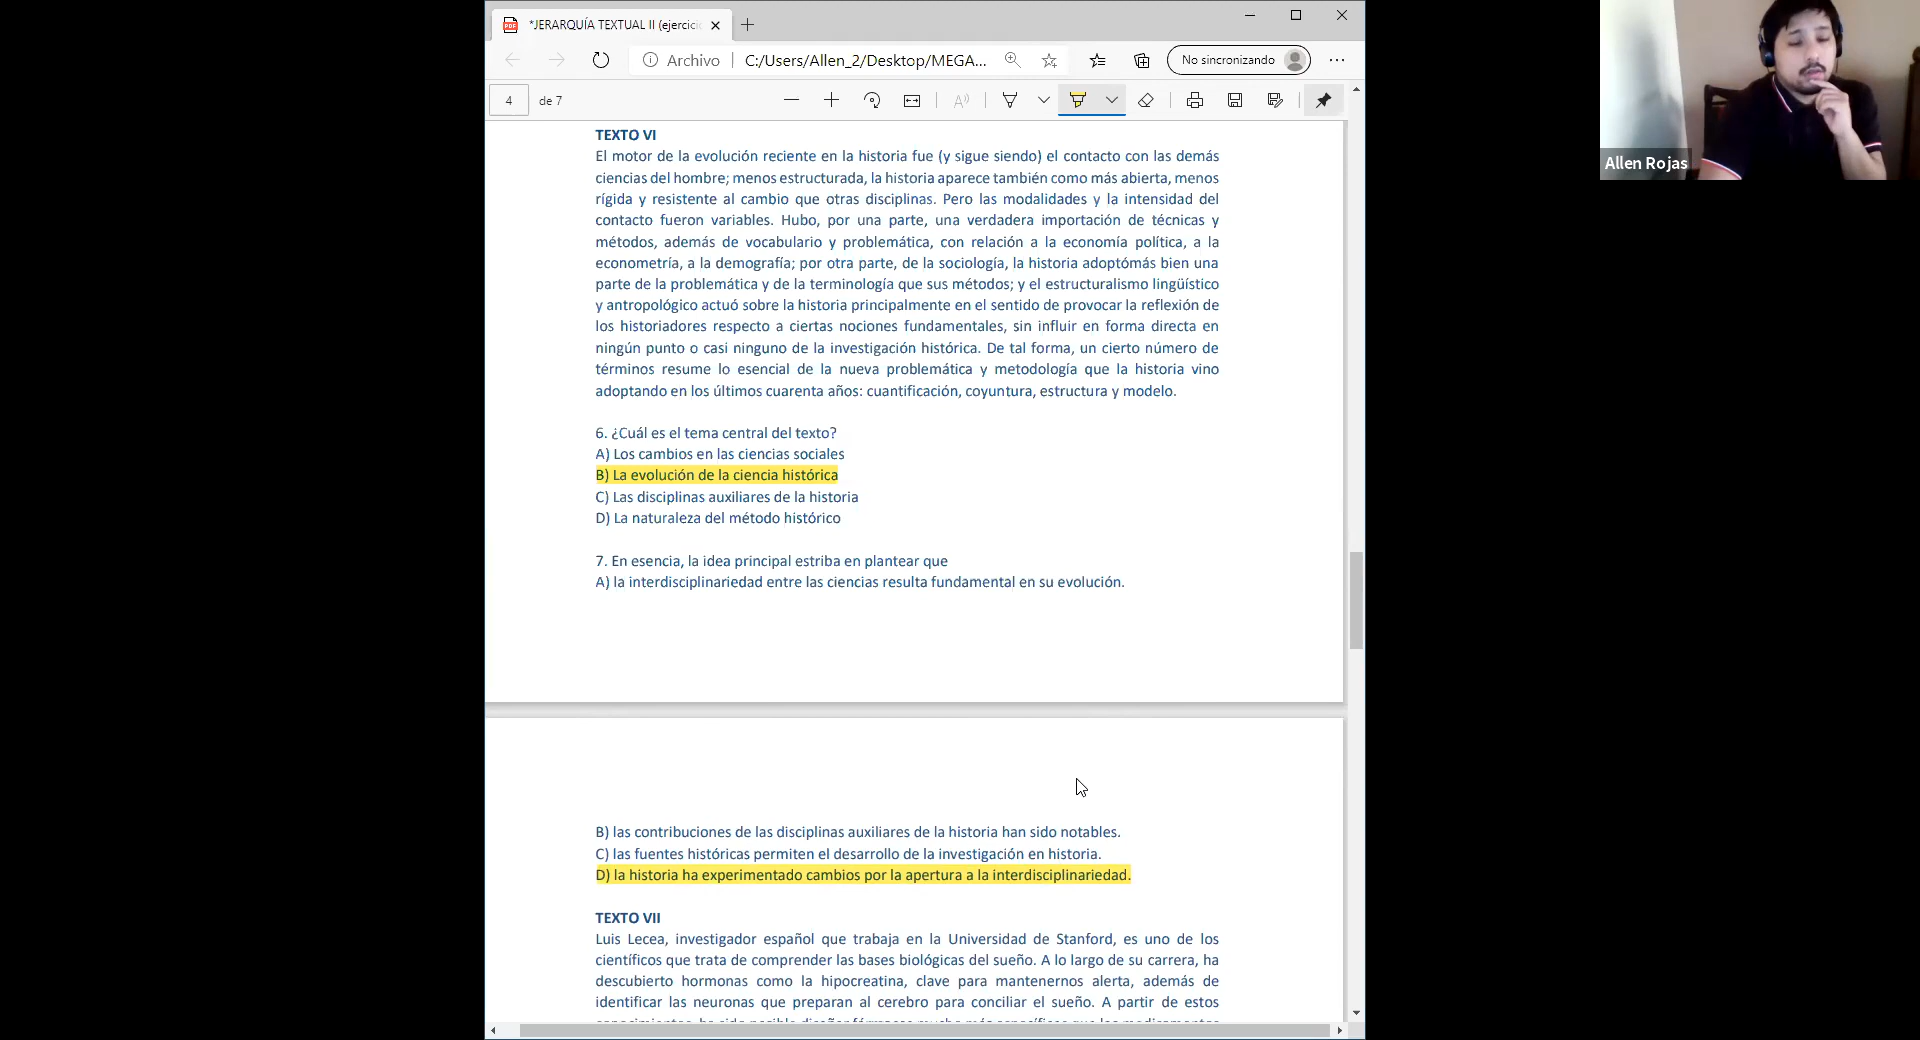 *JERARQUÍA TEXTUAL II (ejercici
Archivo
C:/Users/Allen_2/Desktop/MEGA...
No sincronizando
4
de 7
Allen Rojas
TEXTO VI
El motor de la evolución reciente en la historia fue (y sigue siendo) el contacto con las demás
ciencias del hombre; menos estructurada, la historia aparece también como más abierta, menos
rígida y resistente al cambio que otras disciplinas. Pero las modalidades y la intensidad del
contacto fueron variables. Hubo, por una parte, una verdadera importación de técnicas y
métodos, además de vocabulario y problemática, con relación a la economía política, a la
econometría, a la demografía; por otra parte, de la sociología, la historia adoptómás bien una
parte de la problemática y de la terminología que sus métodos; y el estructuralismo lingüístico
y antropológico actuó sobre la historia principalmente en el sentido de provocar la reflexión de
los historiadores respecto a ciertas nociones fundamentales, sin influir en forma directa en
ningún punto o casi ninguno de la investigación histórica. De tal forma, un cierto número de
términos resume lo esencial de la nueva problemática y metodología que la historia vino
adoptando en los últimos cuarenta años: cuantificación, coyuntura, estructura y modelo.
6. ¿Cuál es el tema central del texto?
A) Los cambios en las ciencias sociales
B) La evolución de la ciencia histórica
C) Las disciplinas auxiliares de la historia
D) La naturaleza del método histórico
7. En esencia, la idea principal estriba en plantear que
A) la interdisciplinariedad entre las ciencias resulta fundamental en su evolución.
B) las contribuciones de las disciplinas auxiliares de la historia han sido notables.
C) las fuentes históricas permiten el desarrollo de la investigación en historia.
D) la historia ha experimentado cambios por la apertura a la interdisciplinariedad.
TEXTO VII
Luis Lecea, investigador español que trabaja en la Universidad de Stanford, es uno de los
científicos que trata de comprender las bases biológicas del sueño. A lo largo de su carrera, ha
descubierto hormonas como la hipocreatina, clave para mantenernos alerta, además de
identificar las neuronas que preparan al cerebro para conciliar el sueño. A partir de estos